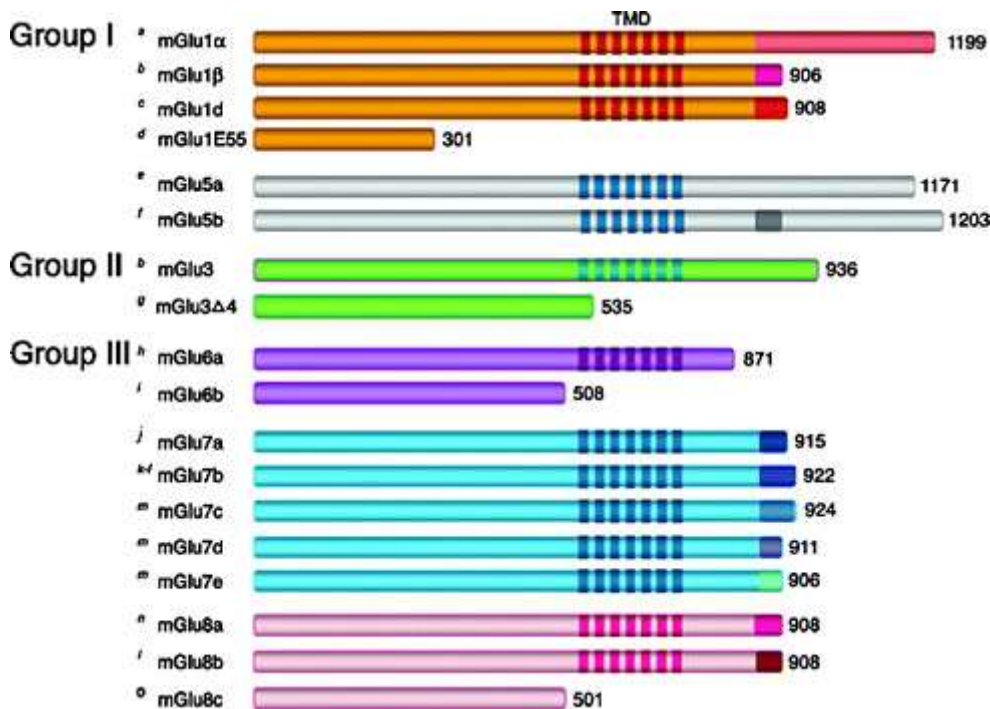 TMD
Group I a mGlu1α 1199
b mGlu1β 906
c mGlu1d 908
d mGlu1E55 301
e mGlu5a 1171
f mGlu5b 1203
Group II b mGlu3 936
g mGlu3Δ4 535
Group III h mGlu6a 871
i mGlu6b 508
j mGlu7a 915
k-l mGlu7b 922
m mGlu7c 924
m mGlu7d 911
m mGlu7e 906
n mGlu8a 908
l mGlu8b 908
o mGlu8c 501